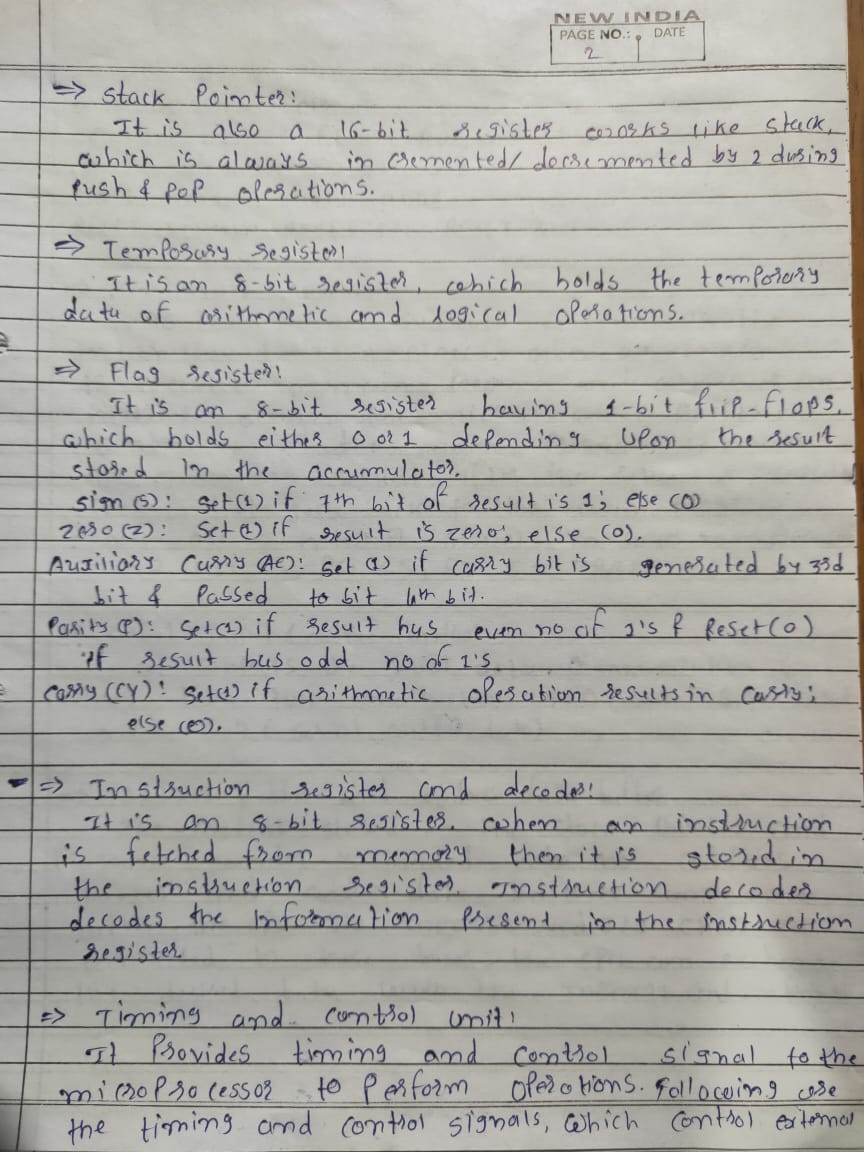 NEW INDIA
PAGE NO.: DATE
2
⇒ Stack Pointer:
It is also a 16-bit register works like stack,
which is always incremented/decremented by 2 during
push & pop operations.
⇒ Temporary register:
It is an 8-bit register, which holds the temporary
data of arithmetic and logical operations.
⇒ Flag register:
It is an 8-bit register having 1-bit flip-flops,
which holds either 0 or 1 depending upon the result
stored in the accumulator.
sign (s): set (1) if 7th bit of result is 1; else (0)
zero (z): Set (1) if result is zero; else (0).
Auxiliary Carry (AC): set (1) if carry bit is generated by 3rd
bit & Passed to bit 4th bit.
Parity (P): set (1) if result has even no of 1's & Reset (0)
if result has odd no of 1's.
carry (CY): set (1) if arithmetic operation results in carry;
else (0).
⇒ Instruction register and decoder:
It is an 8-bit register. when an instruction
is fetched from memory then it is stored in
the instruction register. Instruction decoder
decodes the Information Present in the instruction
register
⇒ Timing and control unit:
It Provides timing and control signal to the
microprocessor to perform operations. Following are
the timing and control signals, which control external